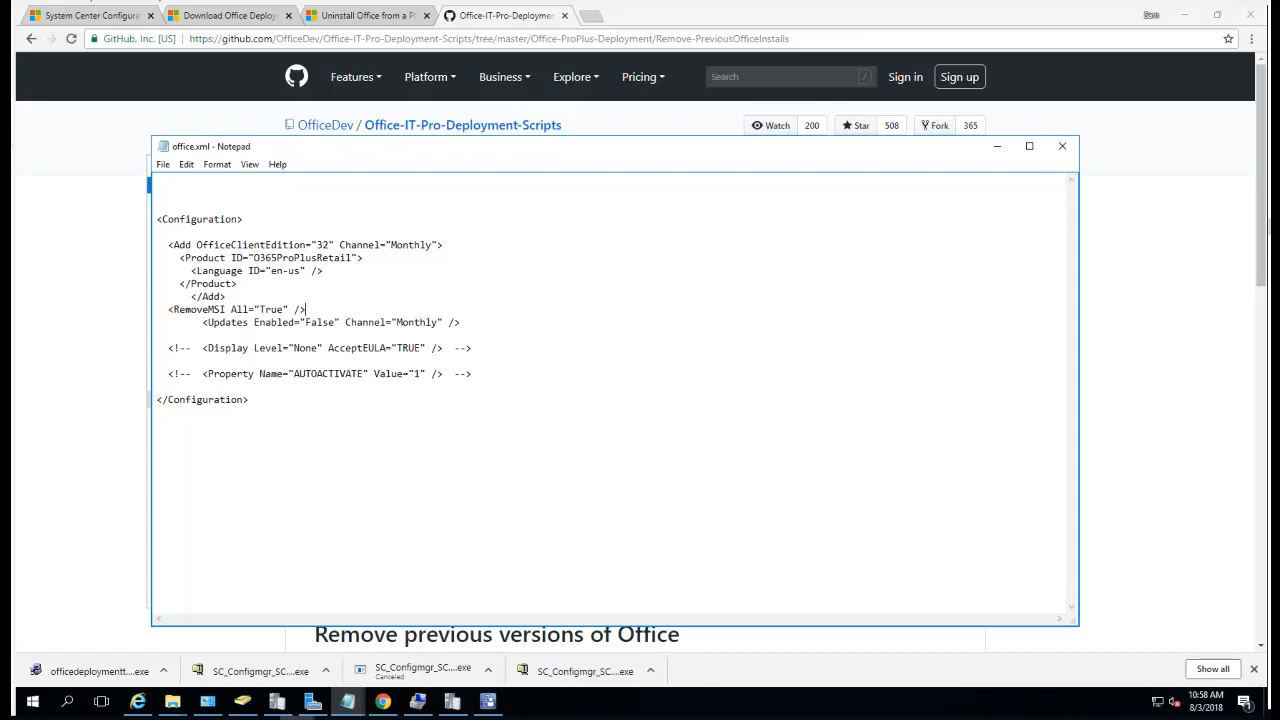 System Center Configura
Download Office Deploy
Uninstall Office from a PC
Office-IT-Pro-Deploymen
Sam
GitHub, Inc. [US]
https://github.com/OfficeDev/Office-IT-Pro-Deployment-Scripts/tree/master/Office-ProPlus-Deployment/Remove-PreviousOfficeInstalls
Features
Platform
Business
Explore
Pricing
Search
/
Sign in
Sign up
OfficeDev / Office-IT-Pro-Deployment-Scripts
Watch 200
Star 508
Fork 365
office.xml - Notepad
File Edit Format View Help
<Configuration>
<Add OfficeClientEdition="32" Channel="Monthly">
<Product ID="O365ProPlusRetail">
<Language ID="en-us" />
</Product>
</Add>
<RemoveMSI All="True" />
<Updates Enabled="False" Channel="Monthly" />
<!--  <Display Level="None" AcceptEULA="TRUE" />  -->
<!--  <Property Name="AUTOACTIVATE" Value="1" />  -->
</Configuration>
Remove previous versions of Office
officedeploymentt....exe
SC_Configmgr_SC....exe
SC_Configmgr_SC....exe
Canceled
SC_Configmgr_SC....exe
Show all
10:58 AM
8/3/2018